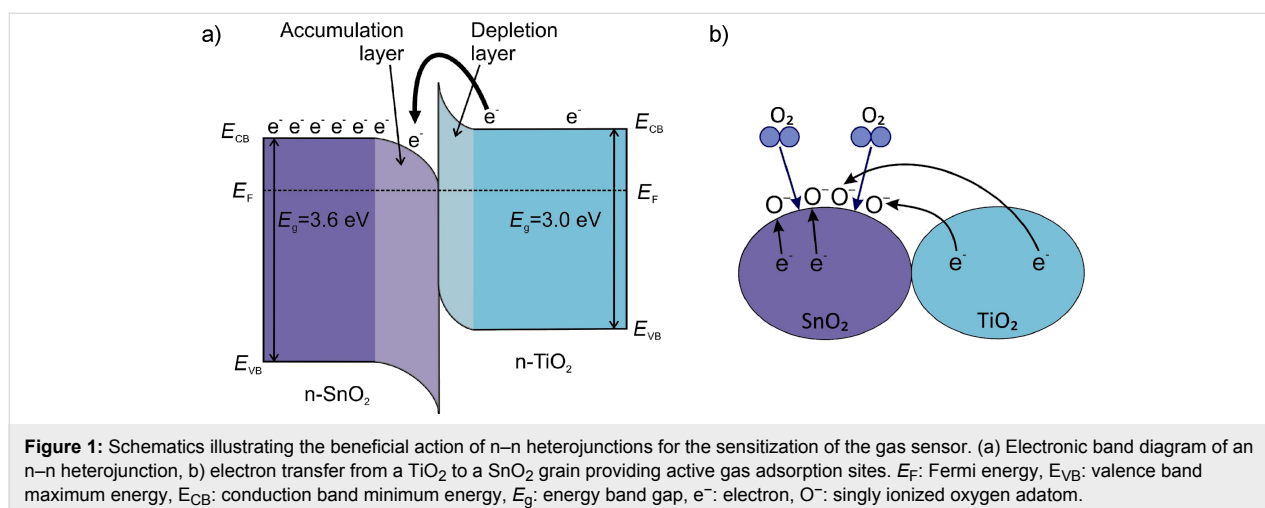 a)
Accumulation
layer
Depletion
layer
E_CB
e⁻ e⁻ e⁻ e⁻ e⁻ e⁻
e⁻
e⁻
e⁻
E_CB
E_F
E_F
E_g=3.6 eV
E_g=3.0 eV
E_VB
E_VB
n-SnO₂
n-TiO₂
b)
O₂
O₂
O⁻ O⁻ O⁻ O⁻
e⁻ e⁻
e⁻ e⁻
SnO₂
TiO₂
Figure 1: Schematics illustrating the beneficial action of n–n heterojunctions for the sensitization of the gas sensor. (a) Electronic band diagram of an
n–n heterojunction, b) electron transfer from a TiO₂ to a SnO₂ grain providing active gas adsorption sites. E_F: Fermi energy, E_VB: valence band
maximum energy, E_CB: conduction band minimum energy, E_g: energy band gap, e⁻: electron, O⁻: singly ionized oxygen adatom.